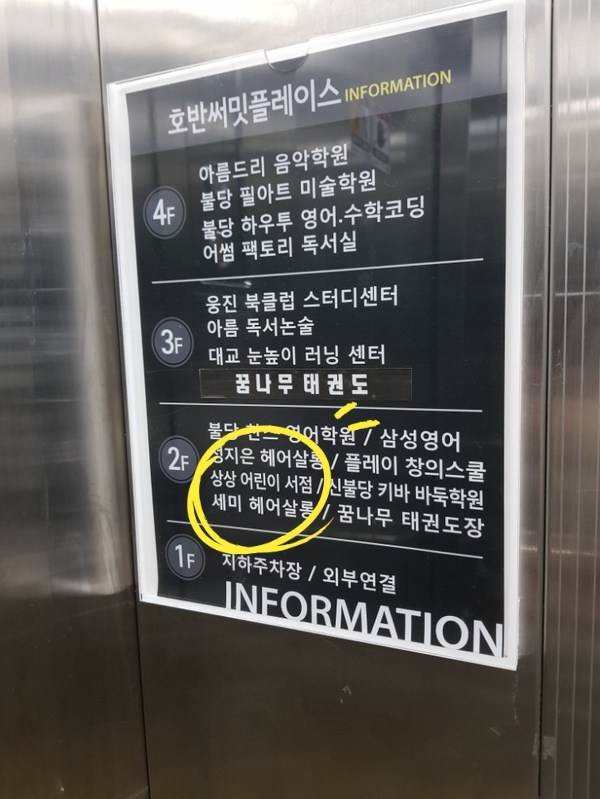 호반써밋플레이스 INFORMATION
4F
아름드리 음악학원
불당 필아트 미술학원
불당 하우투 영어.수학코딩
어썸 팩토리 독서실
3F
웅진 북클럽 스터디센터
아름 독서논술
대교 눈높이 러닝 센터
꿈나무태권도
2F
불당 영어학원 / 삼성영어
성지은 헤어살롱 / 플레이 창의스쿨
상상 어린이 서점 / 신불당 키바 바둑학원
세미 헤어살롱 / 꿈나무 태권도장
1F
지하주차장 / 외부연결
INFORMATION